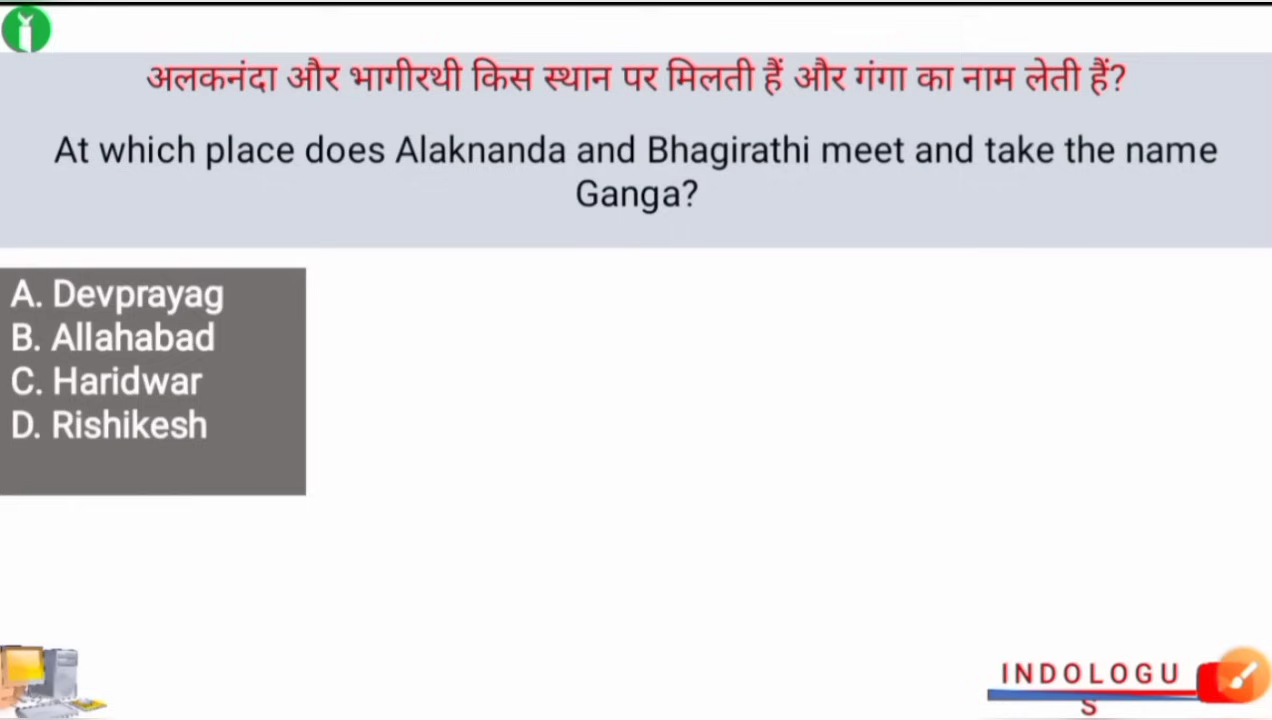 अलकनंदा और भागीरथी किस स्थान पर मिलती हैं और गंगा का नाम लेती हैं?
At which place does Alaknanda and Bhagirathi meet and take the name
Ganga?
A. Devprayag
B. Allahabad
C. Haridwar
D. Rishikesh
INDOLOGU
S